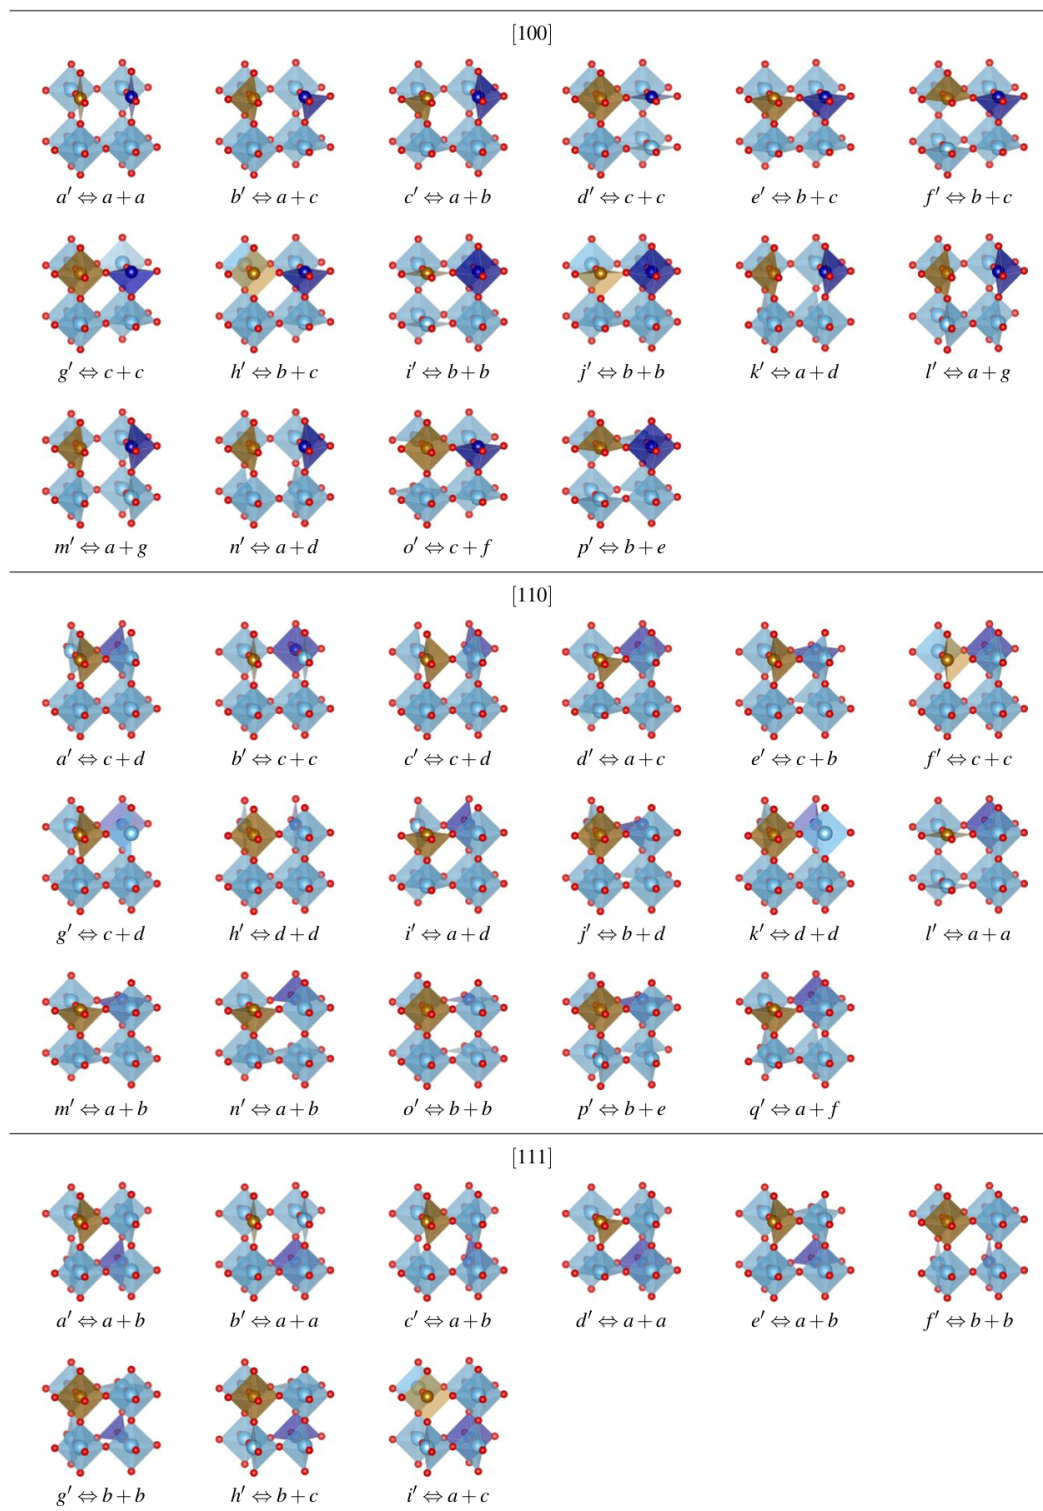 [100]
a′ ⇔ a + a b′ ⇔ a + c c′ ⇔ a + b d′ ⇔ c + c e′ ⇔ b + c f′ ⇔ b + c
g′ ⇔ c + c h′ ⇔ b + c i′ ⇔ b + b j′ ⇔ b + b k′ ⇔ a + d l′ ⇔ a + g
m′ ⇔ a + g n′ ⇔ a + d o′ ⇔ c + f p′ ⇔ b + e
[110]
a′ ⇔ c + d b′ ⇔ c + c c′ ⇔ c + d d′ ⇔ a + c e′ ⇔ c + b f′ ⇔ c + c
g′ ⇔ c + d h′ ⇔ d + d i′ ⇔ a + d j′ ⇔ b + d k′ ⇔ d + d l′ ⇔ a + a
m′ ⇔ a + b n′ ⇔ a + b o′ ⇔ b + b p′ ⇔ b + e q′ ⇔ a + f
[111]
a′ ⇔ a + b b′ ⇔ a + a c′ ⇔ a + b d′ ⇔ a + a e′ ⇔ a + b f′ ⇔ b + b
g′ ⇔ b + b h′ ⇔ b + c i′ ⇔ a + c